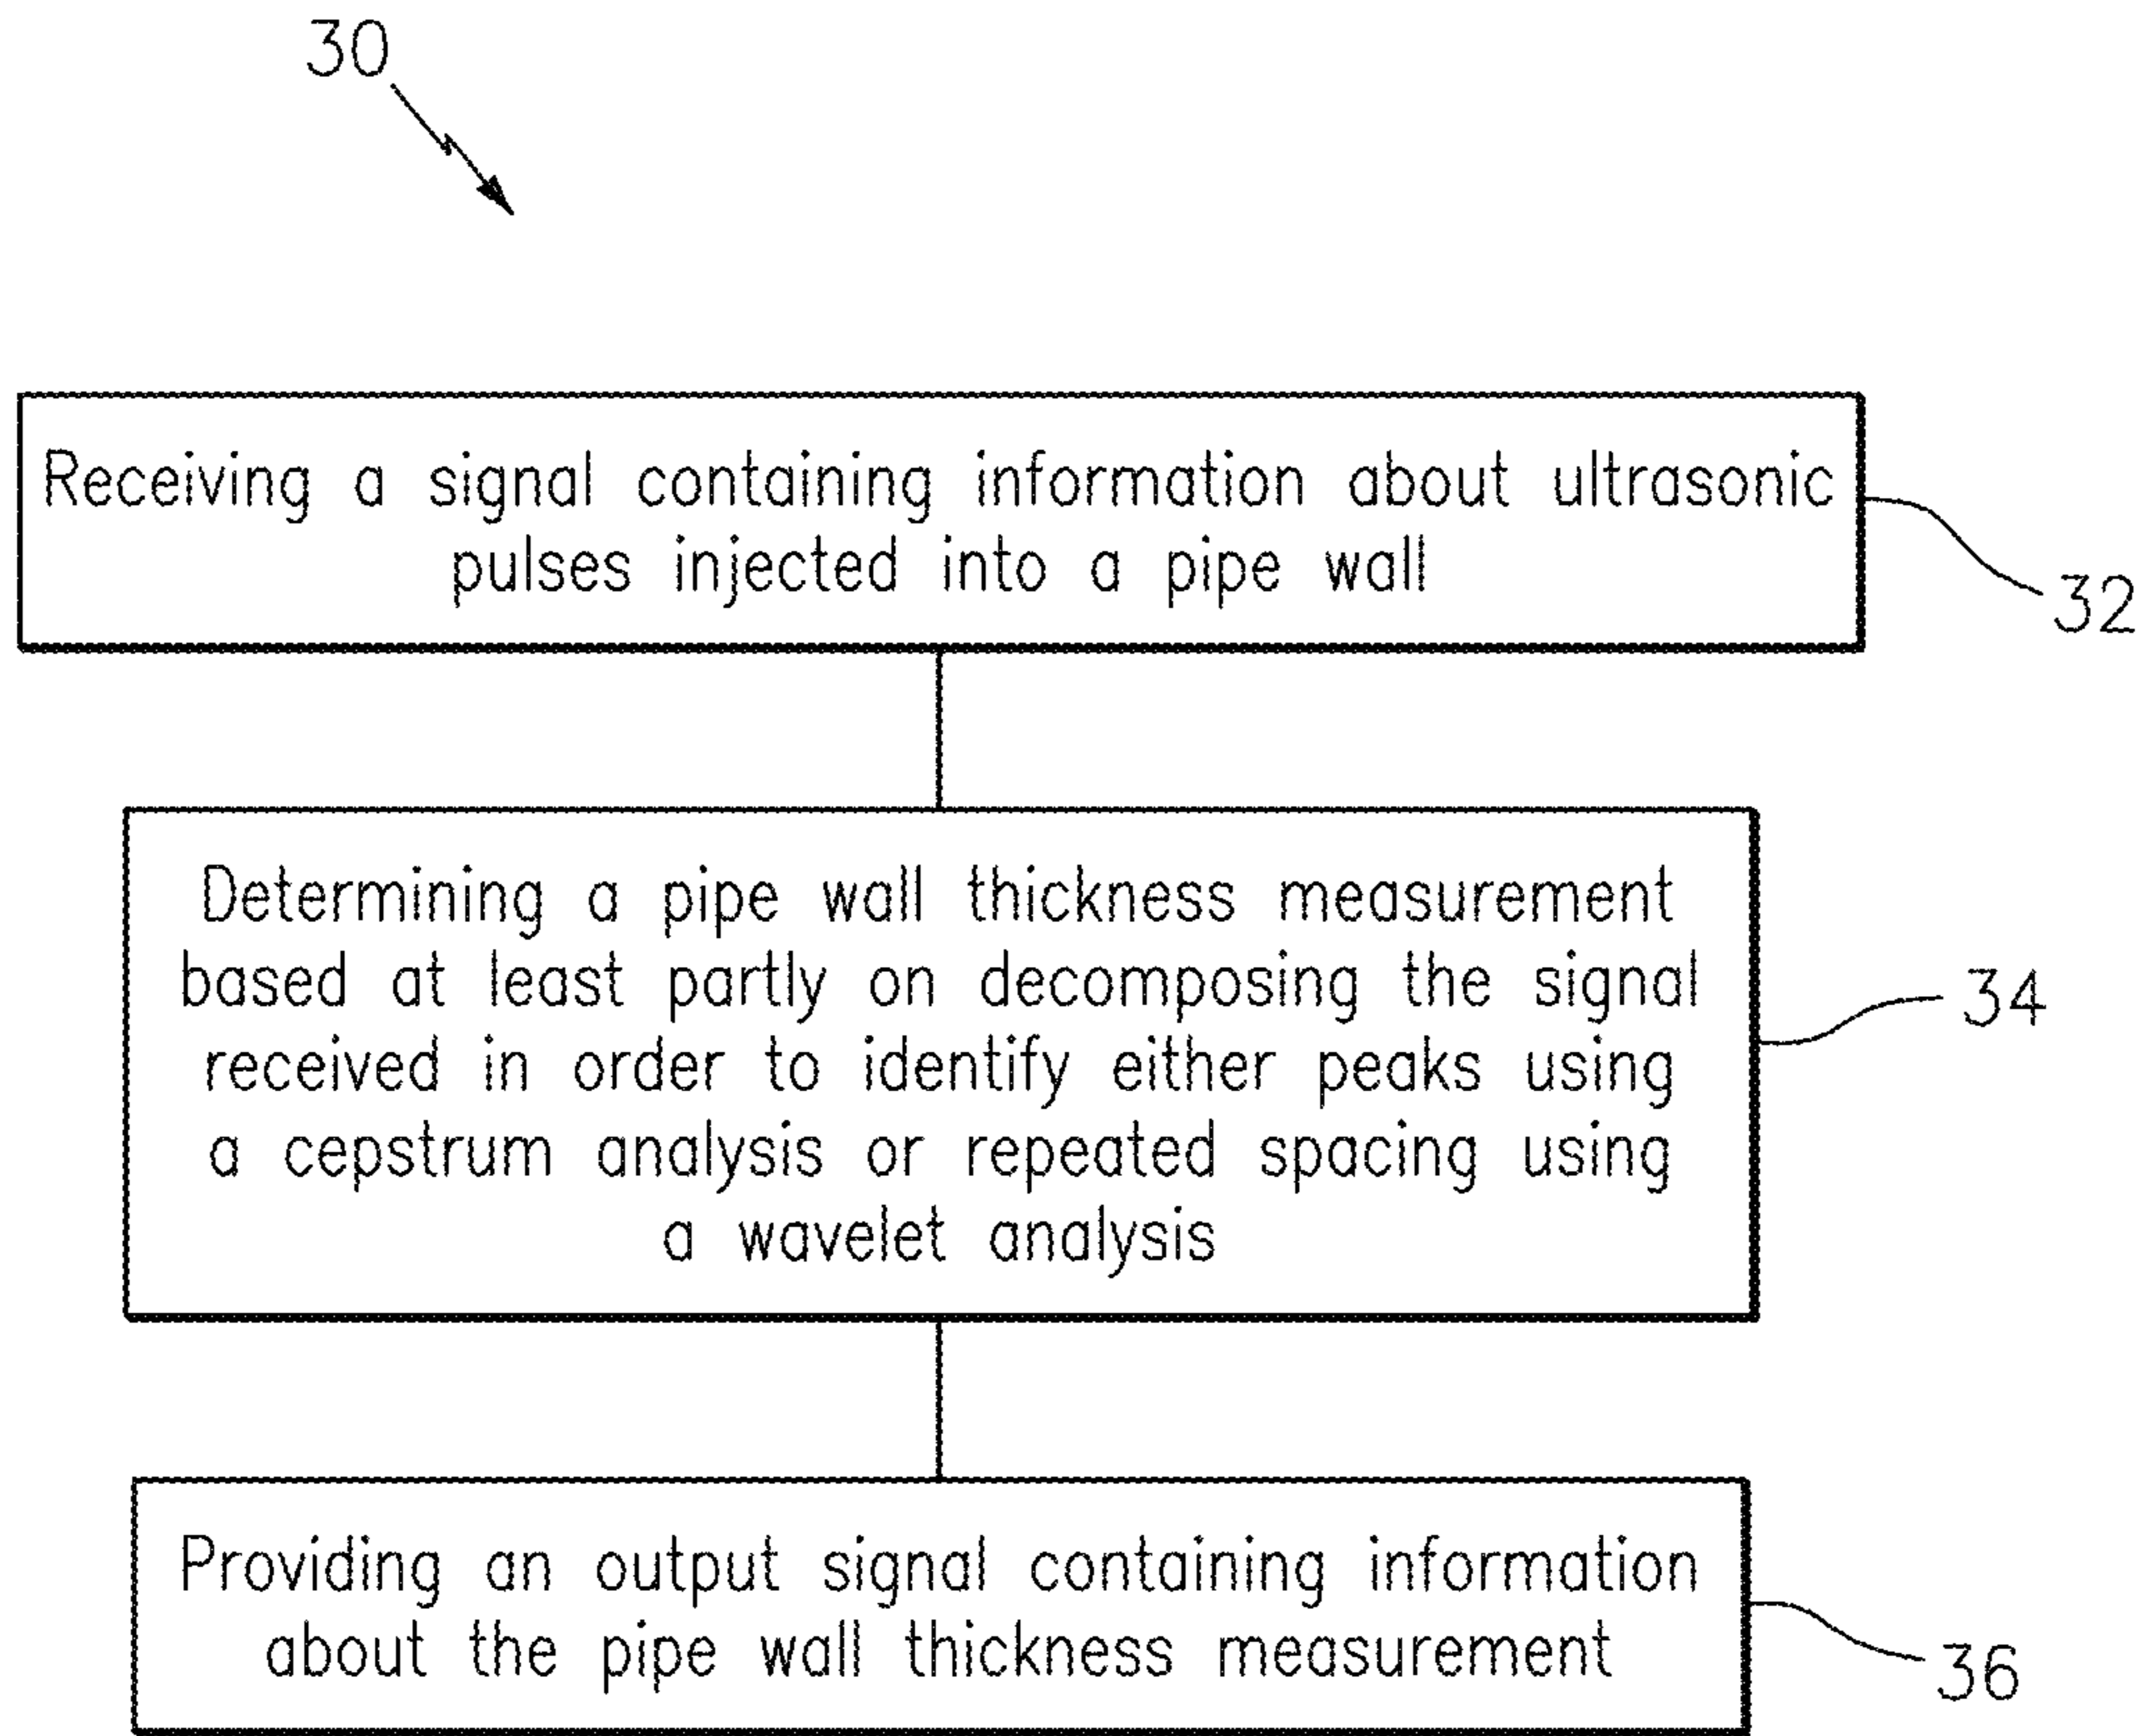 30
Receiving a signal containing information about ultrasonic
pulses injected into a pipe wall
32
Determining a pipe wall thickness measurement
based at least partly on decomposing the signal
received in order to identify either peaks using
a cepstrum analysis or repeated spacing using
a wavelet analysis
34
Providing an output signal containing information
about the pipe wall thickness measurement
36